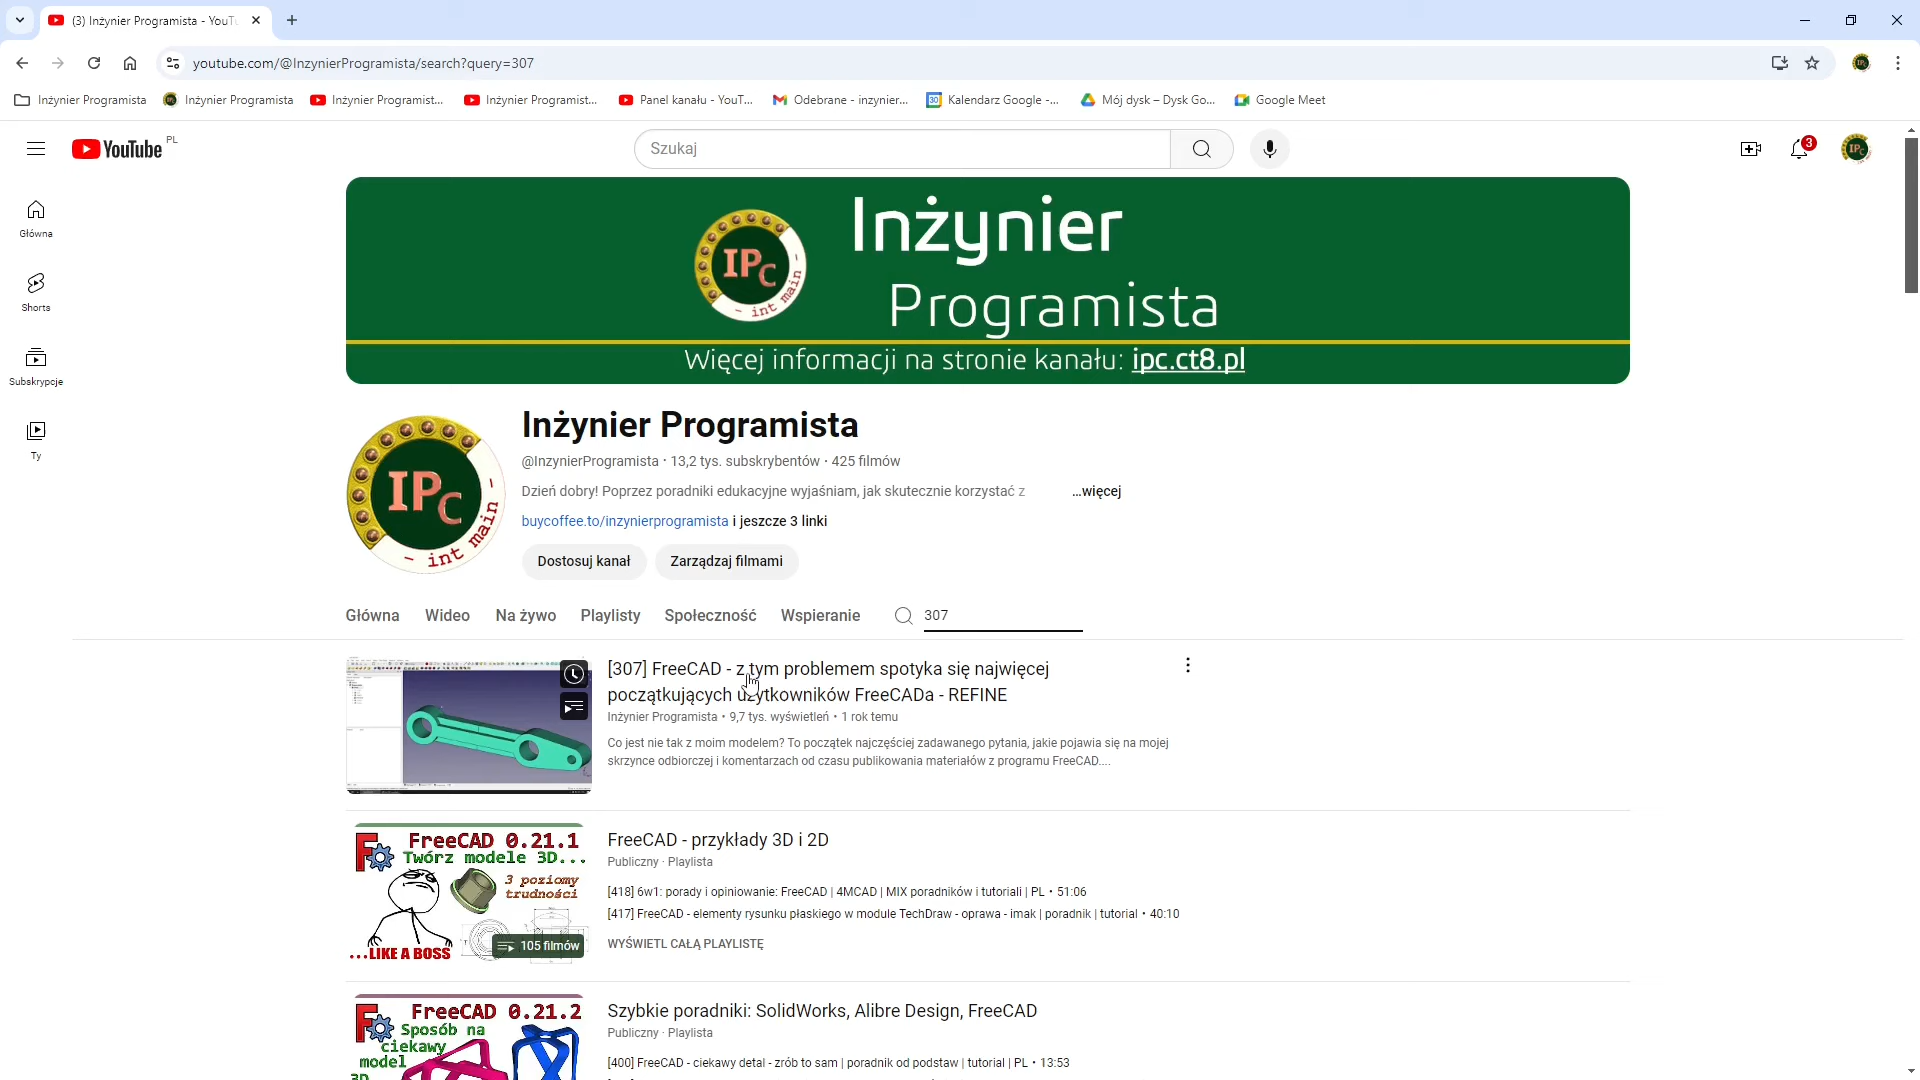 (3) Inżynier Programista - YouTu
youtube.com/@InzynierProgramista/search?query=307
Inżynier Programista
Inżynier Programista
Inżynier Programist...
Inżynier Programist...
Panel kanału - YouT...
Odebrane - inzynier...
Kalendarz Google -...
Mój dysk – Dysk Go...
Google Meet
YouTube PL
Szukaj
3
Główna
Shorts
Subskrypcje
Ty
Inżynier
Programista
IPC
- int main -
Więcej informacji na stronie kanału: ipc.ct8.pl
IPC
- int main -
Inżynier Programista
@InzynierProgramista • 13,2 tys. subskrybentów • 425 filmów
Dzień dobry! Poprzez poradniki edukacyjne wyjaśniam, jak skutecznie korzystać z ...więcej
buycoffee.to/inzynierprogramista i jeszcze 3 linki
Dostosuj kanał
Zarządzaj filmami
Główna
Wideo
Na żywo
Playlisty
Społeczność
Wspieranie
307
[307] FreeCAD - z tym problemem spotyka się najwięcej
początkujących użytkowników FreeCADa - REFINE
Inżynier Programista • 9,7 tys. wyświetleń • 1 rok temu
Co jest nie tak z moim modelem? To początek najczęściej zadawanego pytania, jakie pojawia się na mojej
skrzynce odbiorczej i komentarzach od czasu publikowania materiałów z programu FreeCAD....
FreeCAD 0.21.1
Twórz modele 3D...
3 poziomy
trudności
...LIKE A BOSS
105 filmów
FreeCAD - przykłady 3D i 2D
Publiczny · Playlista
[418] 6w1: porady i opiniowanie: FreeCAD | 4MCAD | MIX poradników i tutoriali | PL • 51:06
[417] FreeCAD - elementy rysunku płaskiego w module TechDraw - oprawa - imak | poradnik | tutorial • 40:10
WYŚWIETL CAŁĄ PLAYLISTĘ
FreeCAD 0.21.2
Sposób na
ciekawy
model
3D
Szybkie poradniki: SolidWorks, Alibre Design, FreeCAD
Publiczny · Playlista
[400] FreeCAD - ciekawy detal - zrób to sam | poradnik od podstaw | tutorial | PL • 13:53